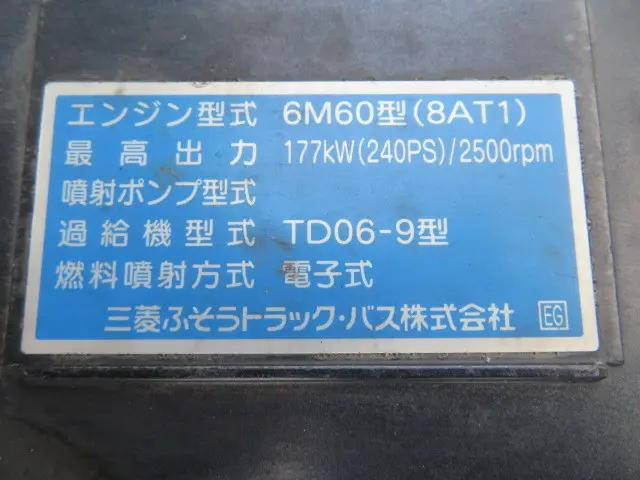 エンジン型式 6M60型(8AT1)
最高出力 177kW(240PS)/2500rpm
噴射ポンプ型式
過給機型式 TD06-9型
燃料噴射方式 電子式
三菱ふそうトラック・バス株式会社 EG